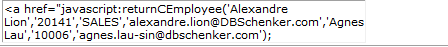 <a href="javascript:returnCEmployee('Alexandre
Lion','20141','SALES','alexandre.lion@DBSchenker.com','Agnes
Lau','10006','agnes.lau-sin@dbschenker.com');